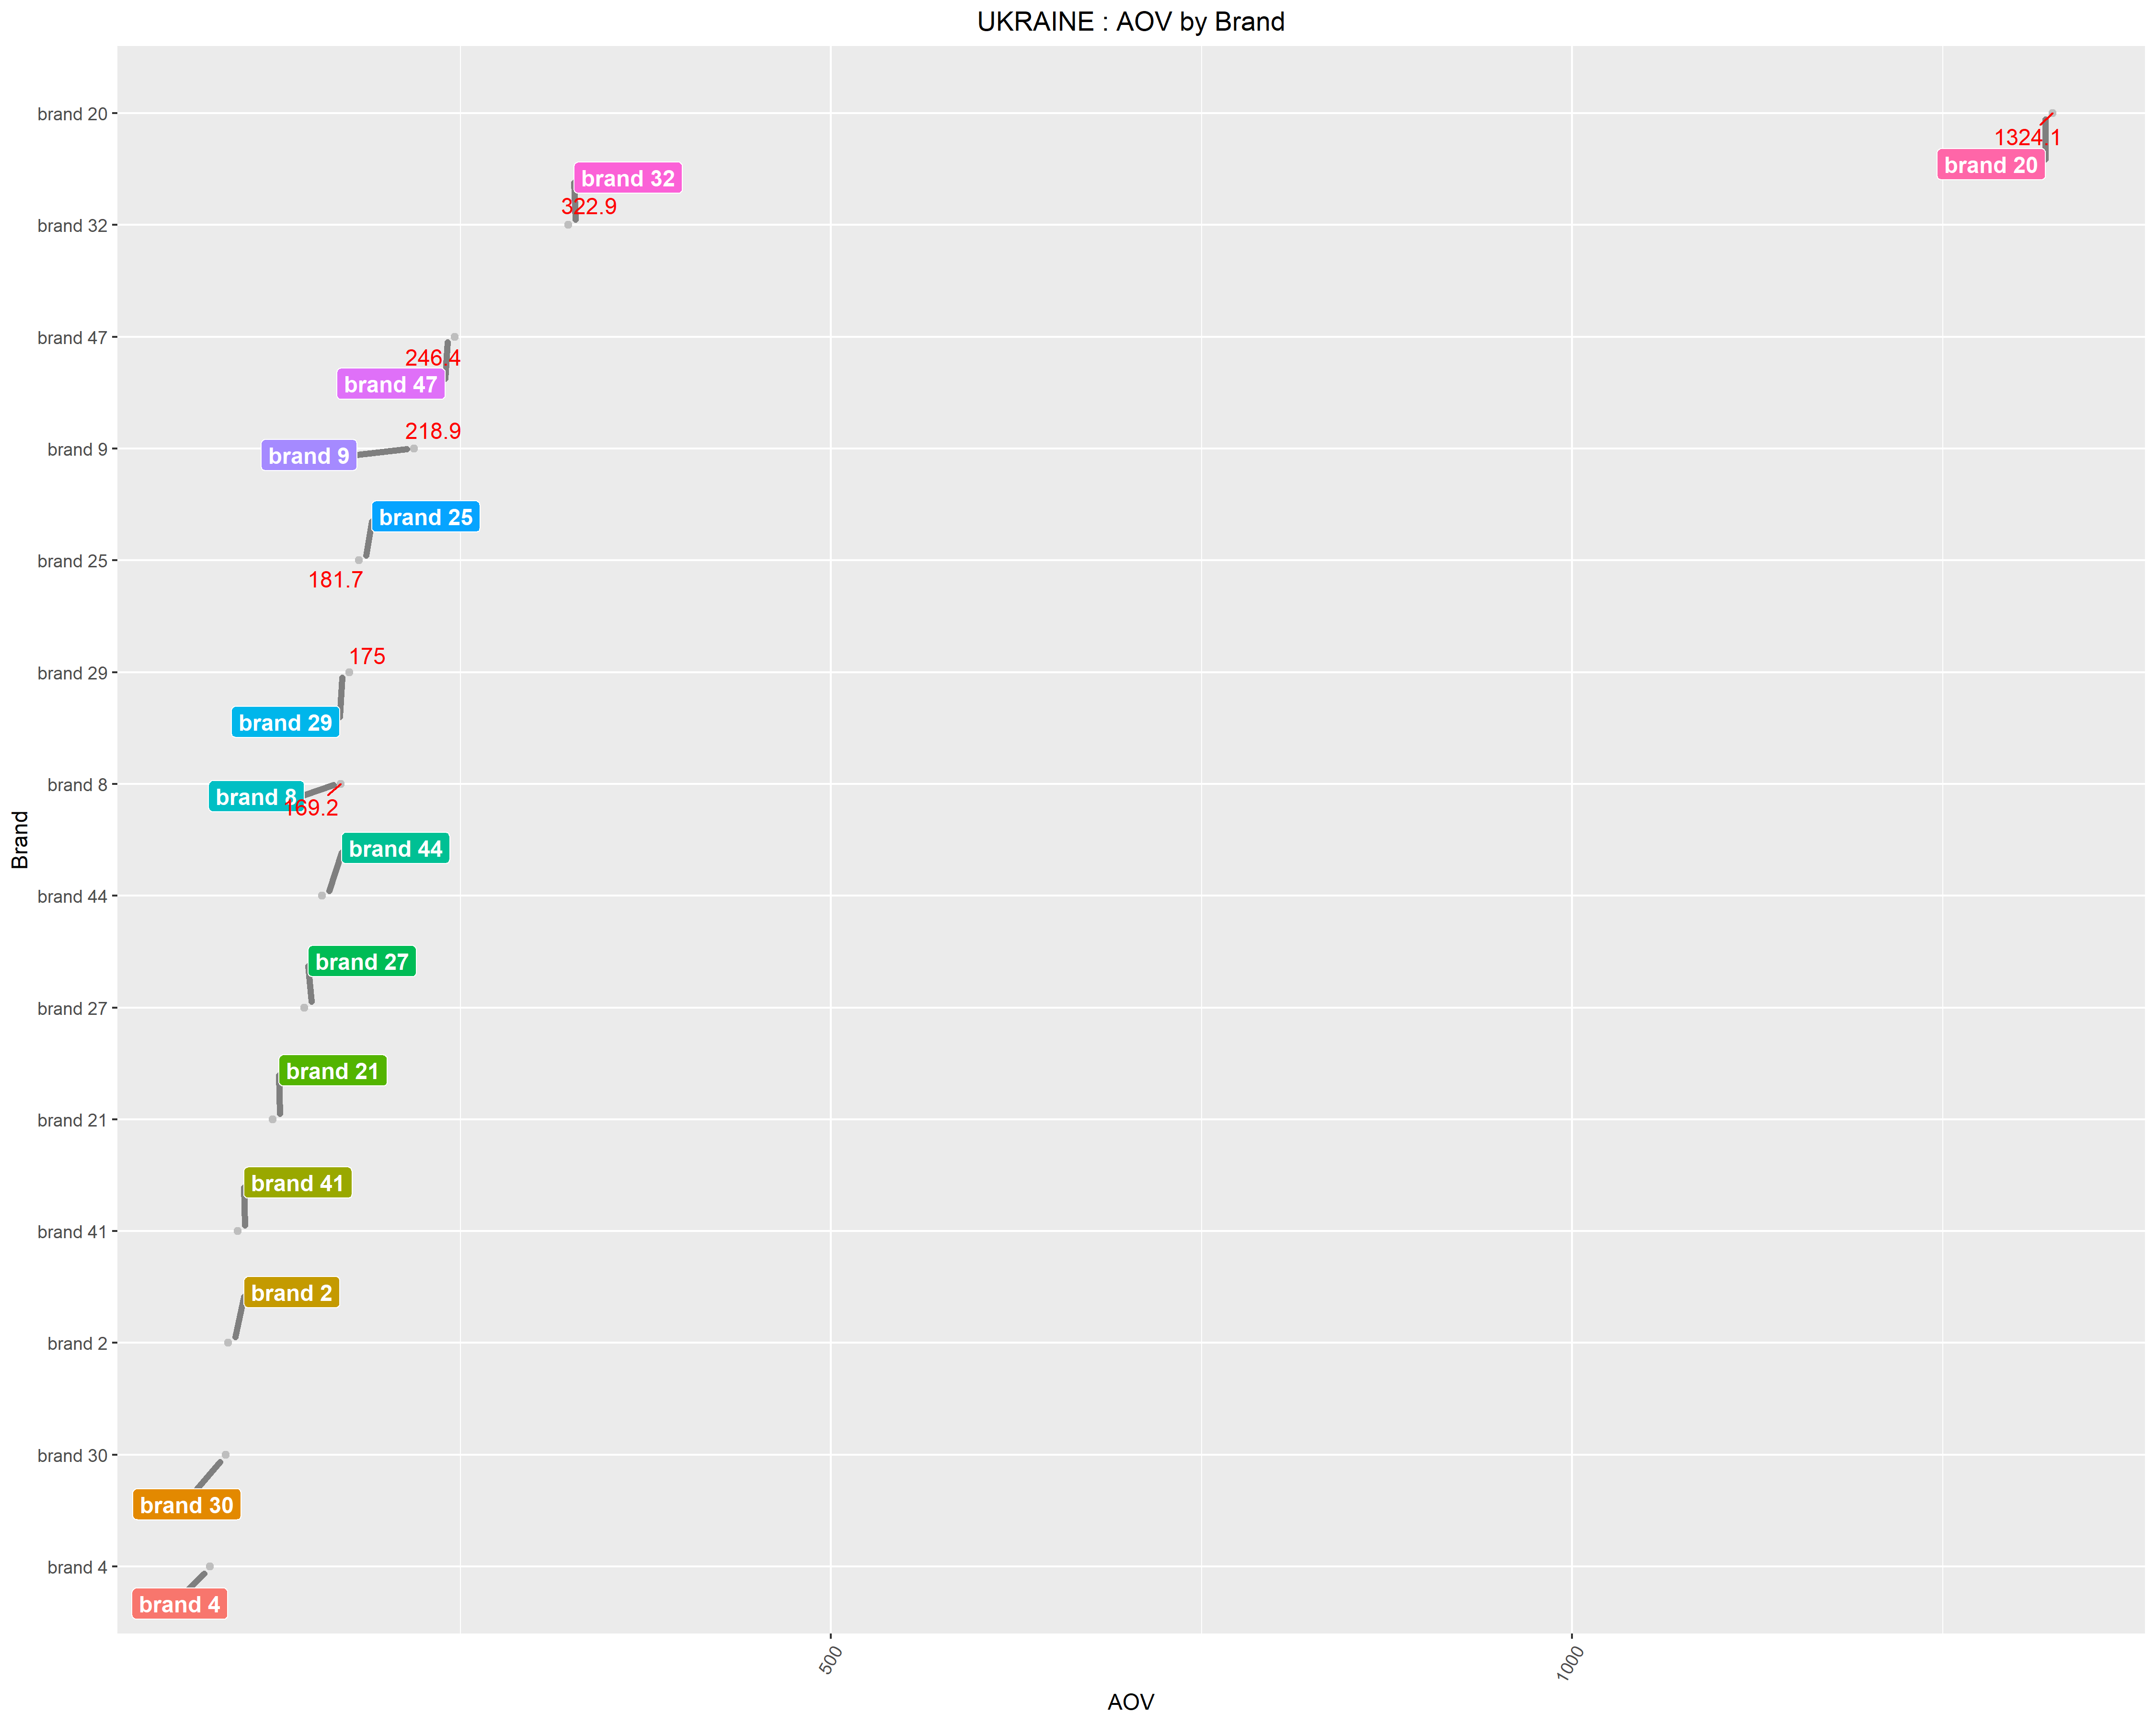 UKRAINE : AOV by Brand
brand 20
1324.1
brand 20
brand 32
322.9
brand 32
brand 47
246.4
brand 47
218.9
brand 9
brand 9
brand 25
brand 25
181.7
175
brand 29
brand 29
brand 8
brand 8
169.2
brand 44
brand 44
brand 27
brand 27
brand 21
brand 21
brand 41
brand 41
brand 2
brand 2
brand 30
brand 30
brand 4
brand 4
Brand
500
1000
AOV